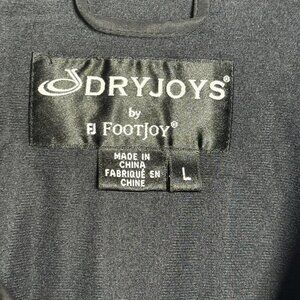 DRYJOYS®
by
FJ FOOTJOY®
MADE IN
CHINA
FABRIQUÉ EN
CHINE
L